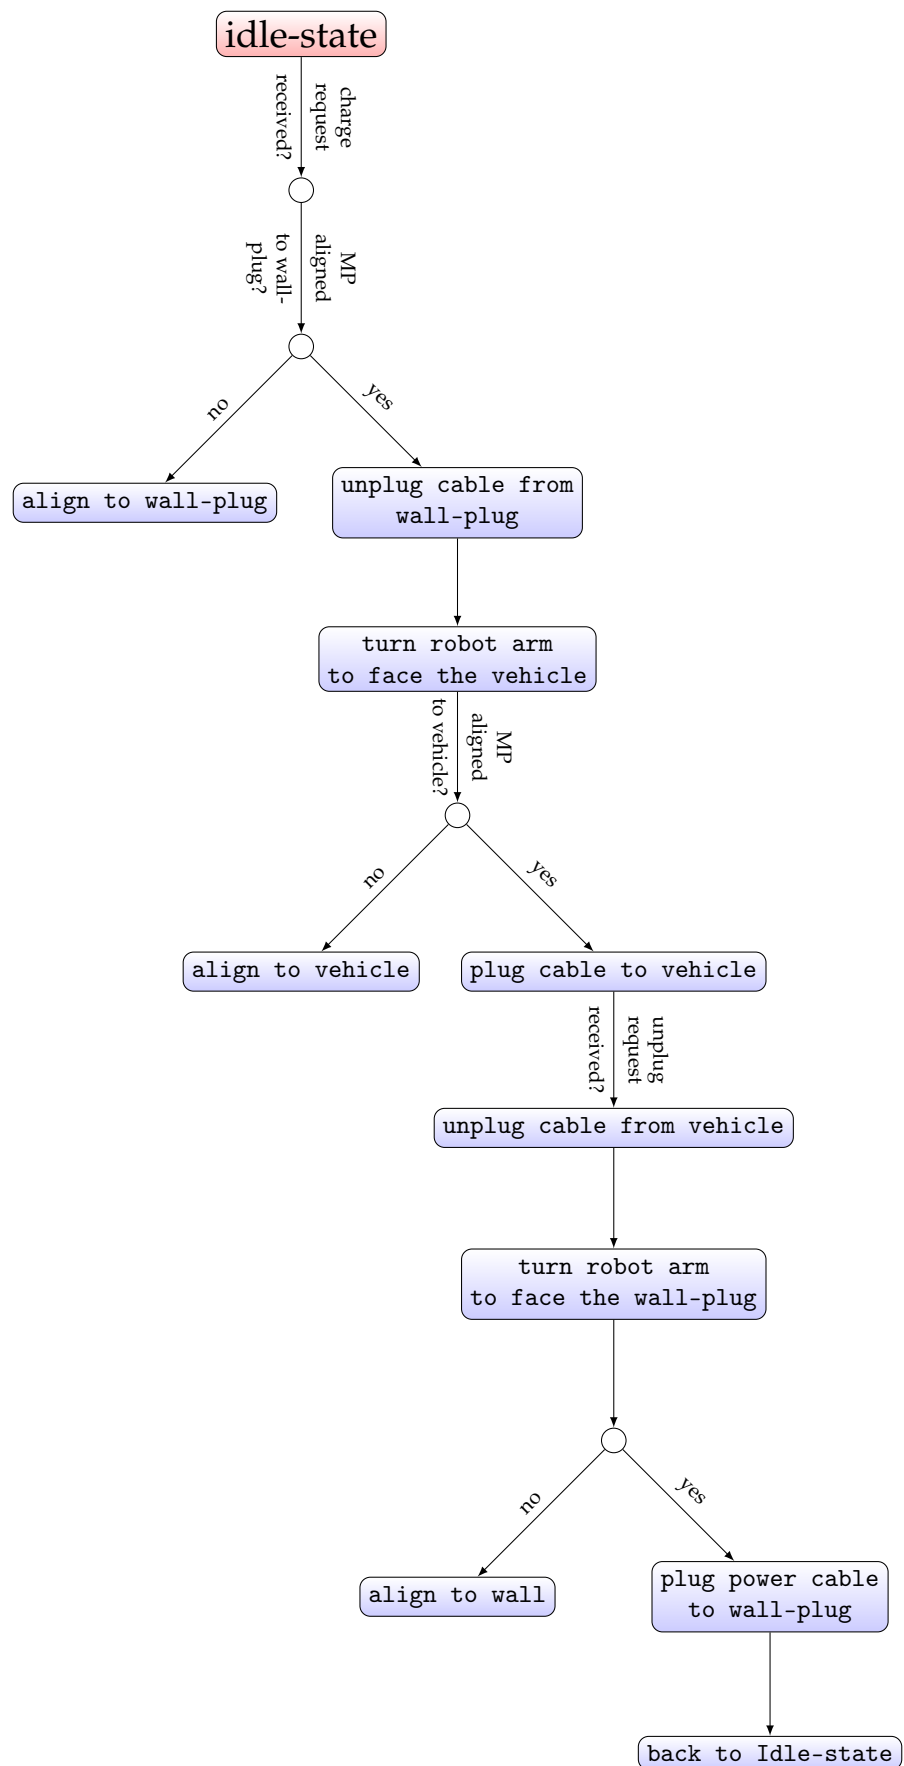 idle-state
charge
request
received?
MP
aligned
to wall-
plug?
no
yes
align to wall-plug
unplug cable from
wall-plug
turn robot arm
to face the vehicle
MP
aligned
to vehicle?
no
yes
align to vehicle
plug cable to vehicle
unplug
request
received?
unplug cable from vehicle
turn robot arm
to face the wall-plug
no
yes
align to wall
plug power cable
to wall-plug
back to Idle-state